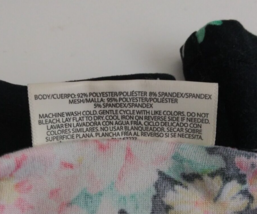 BODY/CUERPO: 92% POLYESTER/POLIÉSTER 8% SPANDEX/SPANDEX
MESH/MALLA: 95% POLYESTER/POLIÉSTER
5% SPANDEX/SPANDEX
MACHINE WASH COLD. GENTLE CYCLE WITH LIKE COLORS. DO NOT
BLEACH. LAY FLAT TO DRY. COOL IRON ON REVERSE SIDE IF NEEDED.
LAVAR EN LAVADORA CON AGUA FRÍA, CICLO DELICADO CON
COLORES SIMILARES. NO USAR BLANQUEADOR. SECAR SOBRE
SUPERFICIE PLANA. PLANCHA FRÍA POR REVERSO SI SE NECESITA.